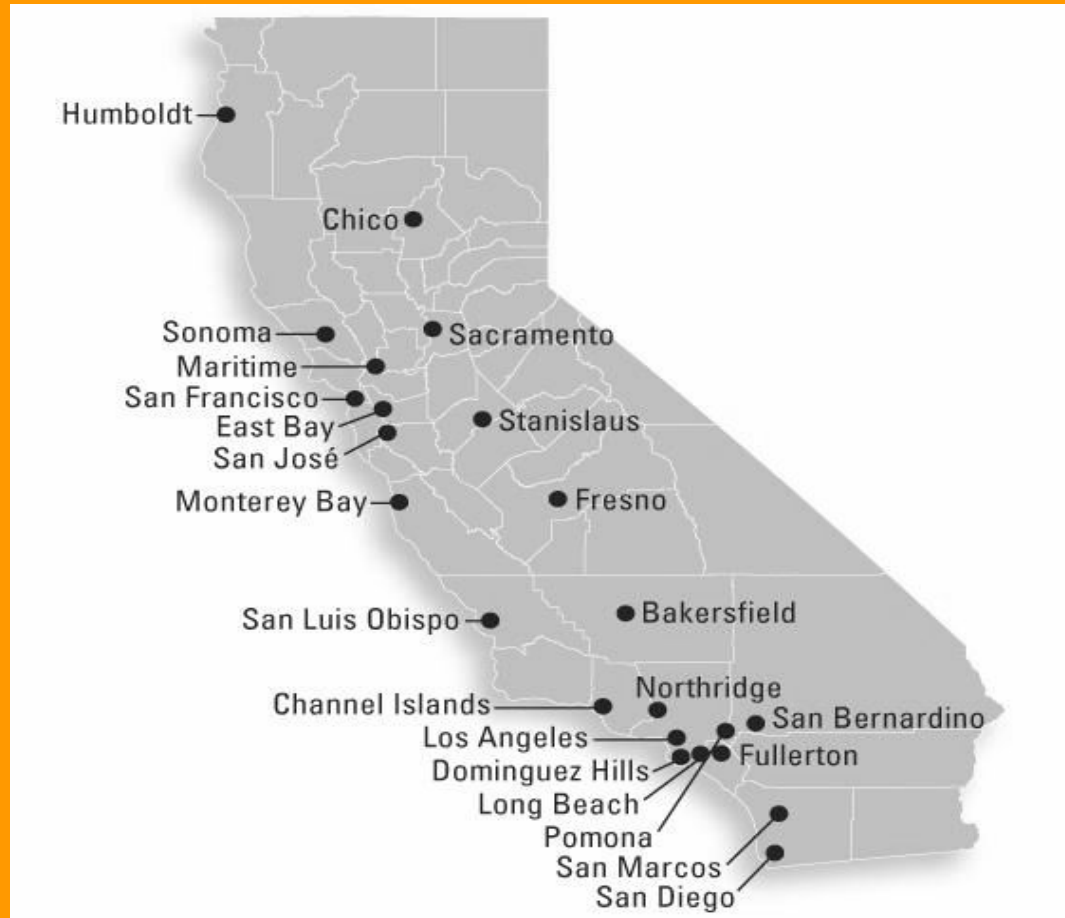 Humboldt
Chico
Sonoma
Sacramento
Maritime
San Francisco
East Bay
Stanislaus
San José
Monterey Bay
Fresno
San Luis Obispo
Bakersfield
Northridge
Channel Islands
San Bernardino
Los Angeles
Fullerton
Dominguez Hills
Long Beach
Pomona
San Marcos
San Diego